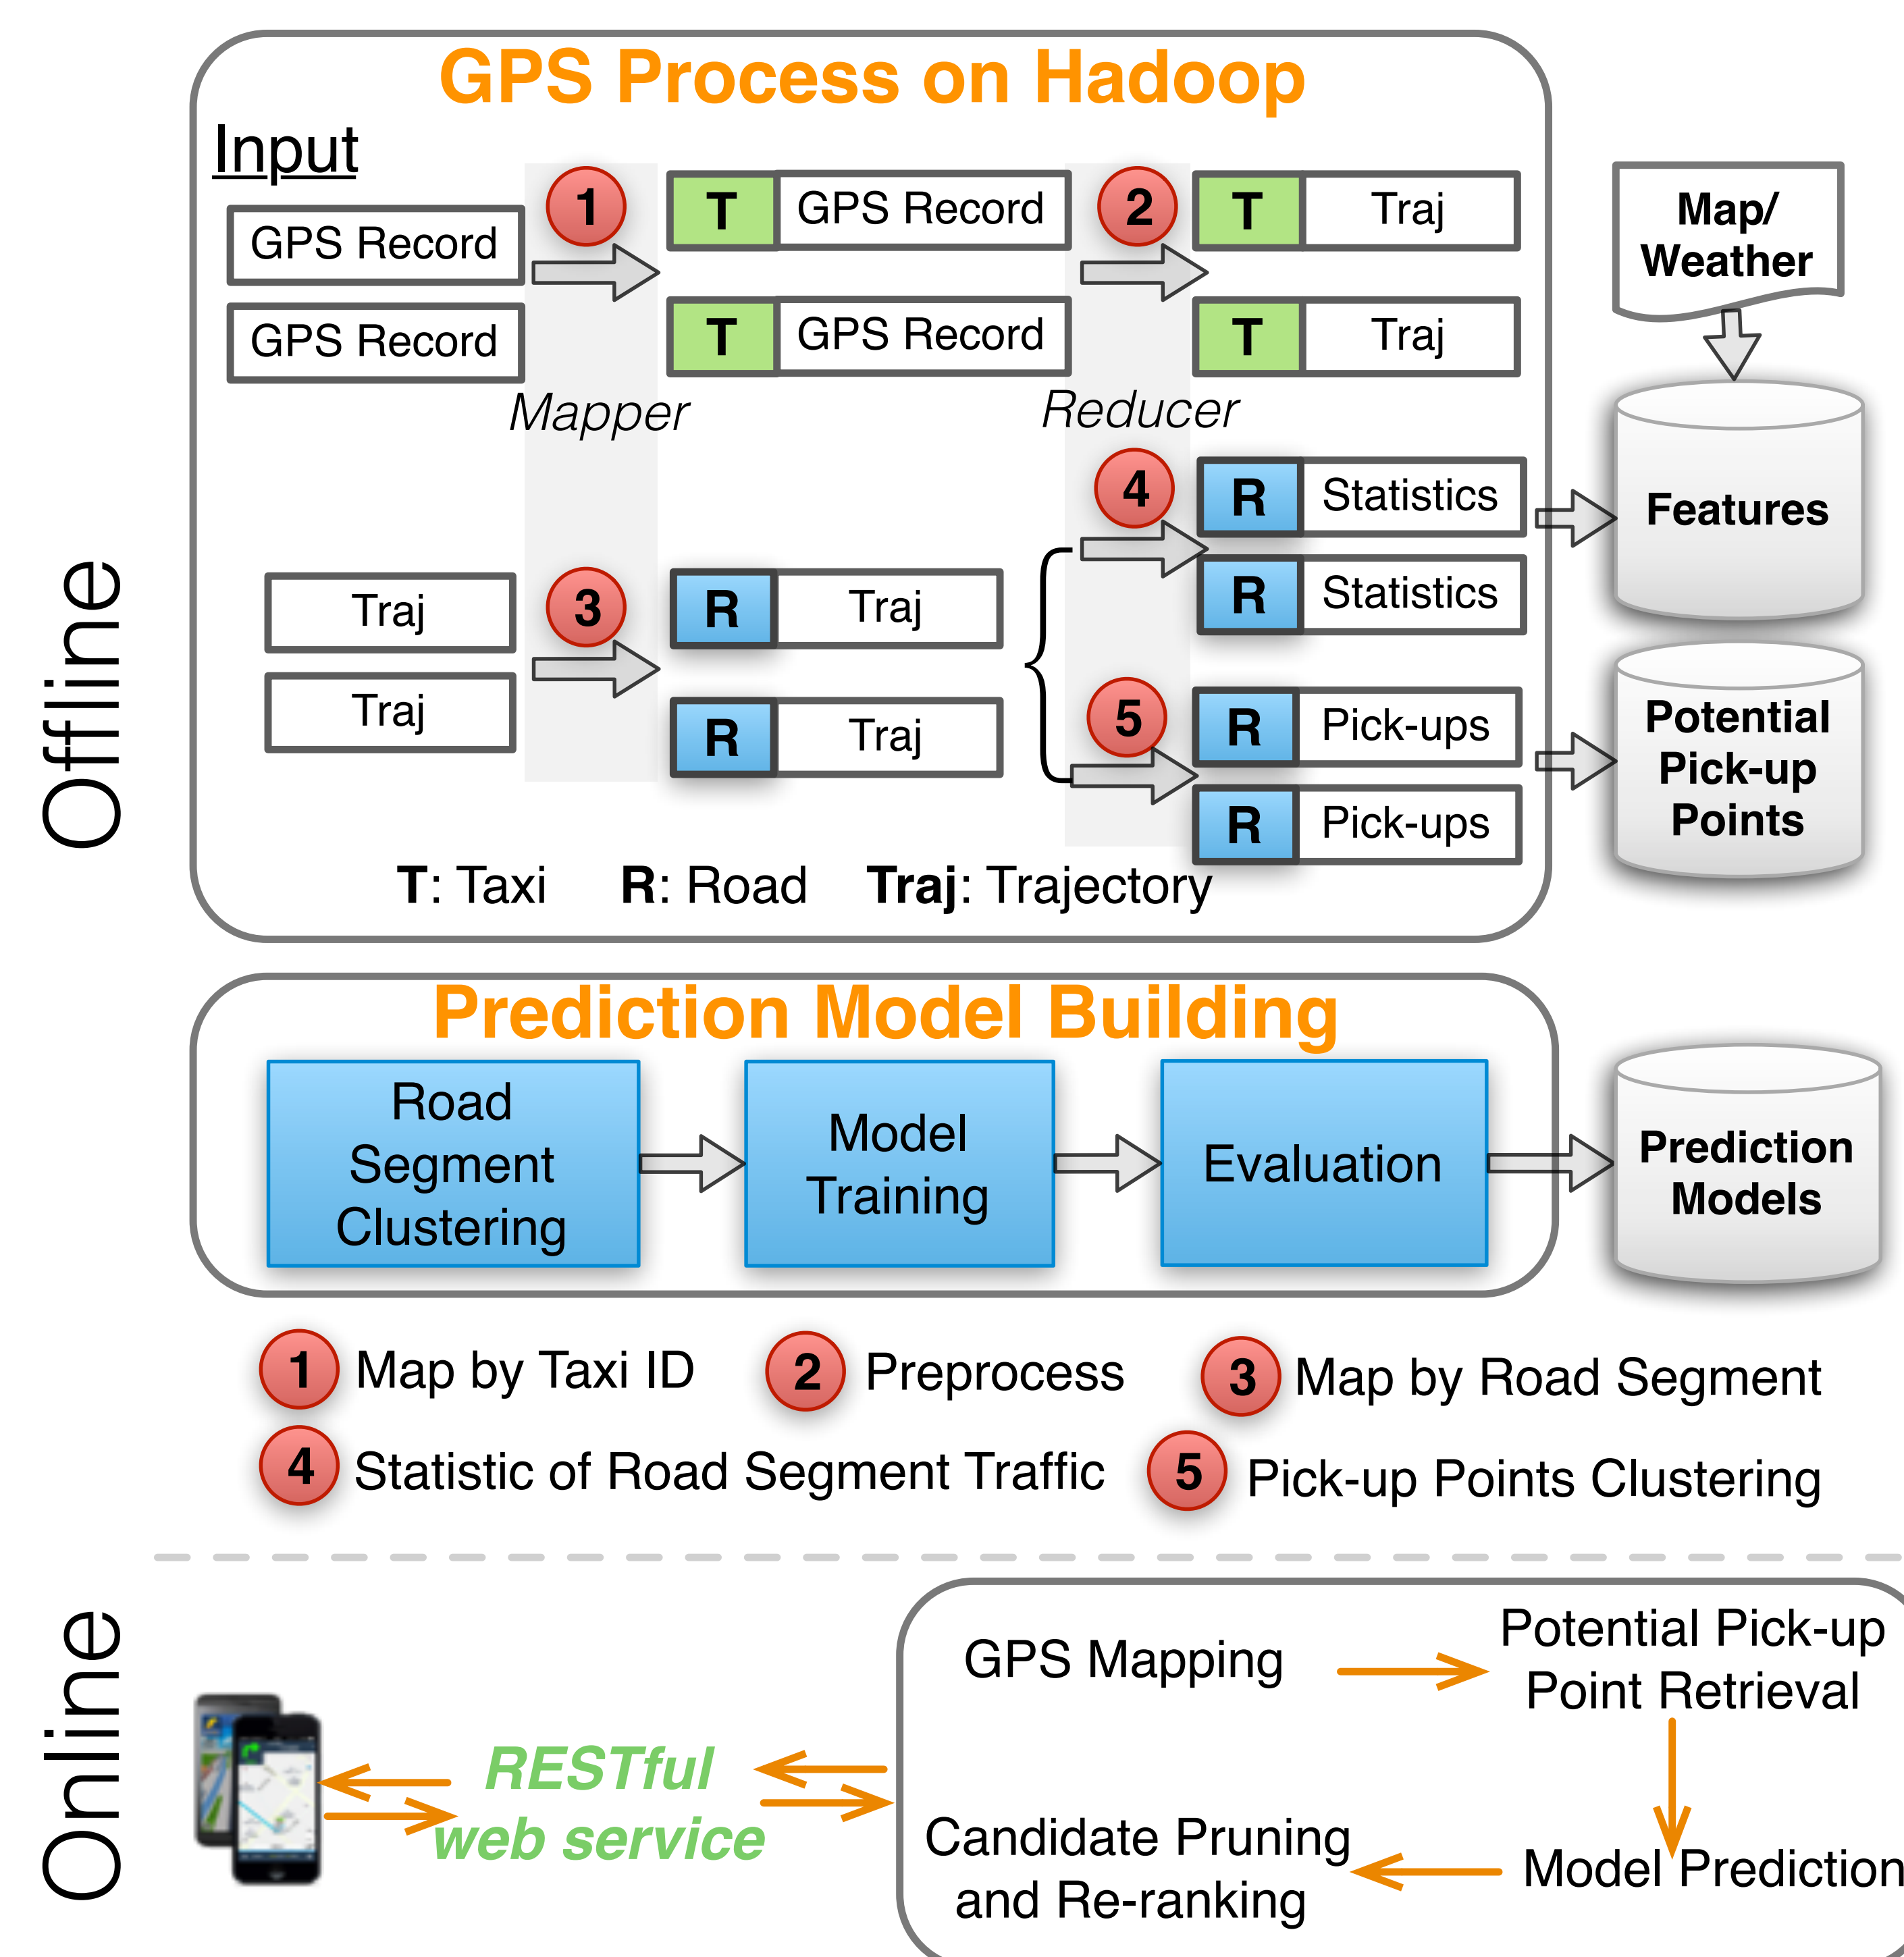 GPS Process on Hadoop
Input
1
2
GPS Record
GPS Record
T GPS Record
T GPS Record
T Traj
T Traj
Map/
Weather
Mapper
Reducer
Offline
Traj
Traj
3
R Traj
R Traj
4
R Statistics
R Statistics
5
R Pick-ups
R Pick-ups
Features
Potential
Pick-up
Points
T: Taxi R: Road Traj: Trajectory
Prediction Model Building
Road
Segment
Clustering
Model
Training
Evaluation
Prediction
Models
1 Map by Taxi ID 2 Preprocess 3 Map by Road Segment
4 Statistic of Road Segment Traffic 5 Pick-up Points Clustering
Online
RESTful
web service
GPS Mapping
Potential Pick-up
Point Retrieval
Candidate Pruning
and Re-ranking
Model Prediction